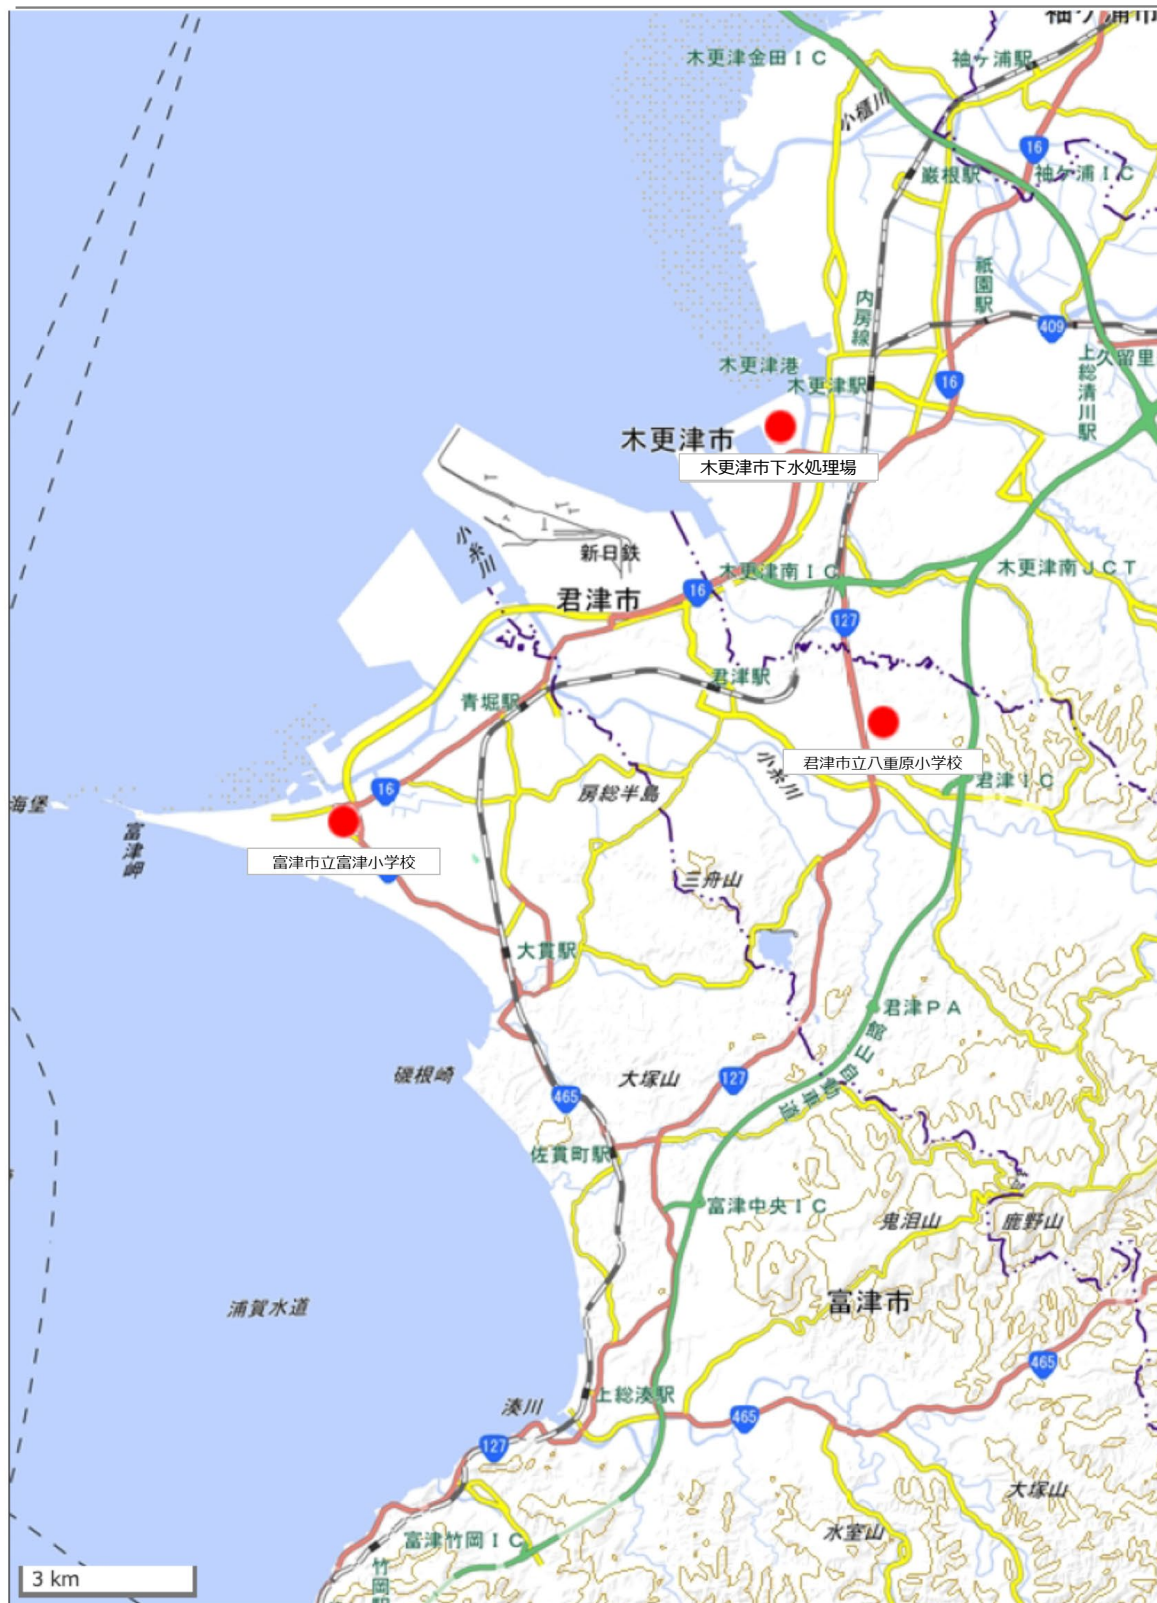 袖ケ浦市
木更津金田ＩＣ
袖ヶ浦駅
小櫃川
16
巌根駅
袖ケ浦ＩＣ
祇園駅
内房線
409
木更津港
上総清川駅
久留里
木更津駅
16
木更津市
木更津市下水処理場
小糸川
新日鉄
木更津南ＩＣ
木更津南ＪＣＴ
16
君津市
127
君津駅
青堀駅
君津市立八重原小学校
小糸川
君津ＩＣ
16
房総半島
海堡
富津岬
富津市立富津小学校
三舟山
大貫駅
君津ＰＡ
館山自動車道
磯根崎
大塚山
127
465
佐貫町駅
富津中央ＩＣ
鬼泪山
鹿野山
富津市
浦賀水道
465
上総湊駅
湊川
465
127
大塚山
水室山
富津竹岡ＩＣ
竹岡駅
3 km